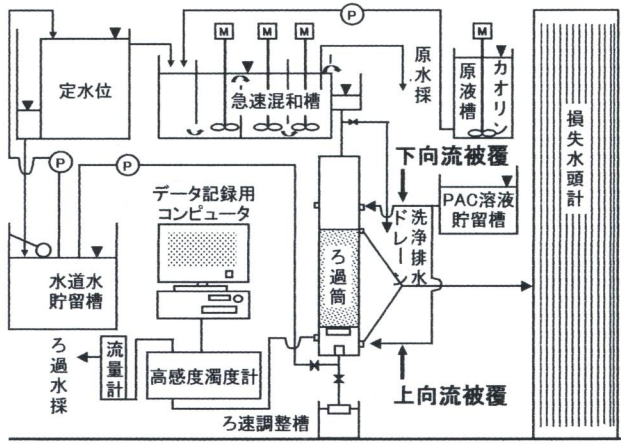 定水位
M
M
M
P
M
急速混和槽
原水採
原液槽
カオリン
損失水頭計
P
P
下向流被覆
データ記録用
コンピュータ
PAC溶液
貯留槽
洗浄排水
ドレーン
水道水
貯留槽
ろ過筒
ろ過水採
流量計
高感度濁度計
上向流被覆
ろ速調整槽